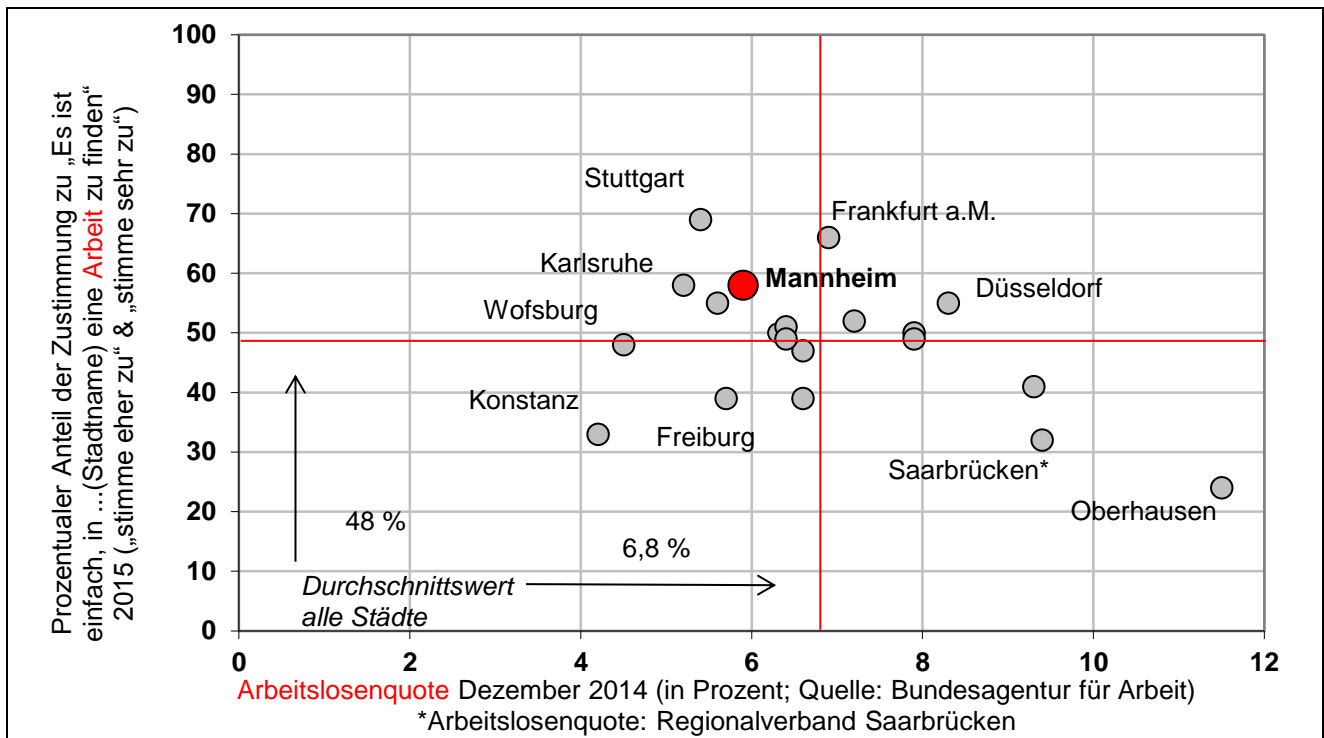 Prozentualer Anteil der Zustimmung zu „Es ist
einfach, in ...(Stadtname) eine Arbeit zu finden“
2015 („stimme eher zu“ & „stimme sehr zu“)
100
90
80
70
60
50
40
30
20
10
0
Stuttgart
Frankfurt a.M.
Karlsruhe
Mannheim
Düsseldorf
Wofsburg
Konstanz
Freiburg
Saarbrücken*
Oberhausen
48 %
6,8 %
Durchschnittswert
alle Städte
0 2 4 6 8 10 12
Arbeitslosenquote Dezember 2014 (in Prozent; Quelle: Bundesagentur für Arbeit)
*Arbeitslosenquote: Regionalverband Saarbrücken